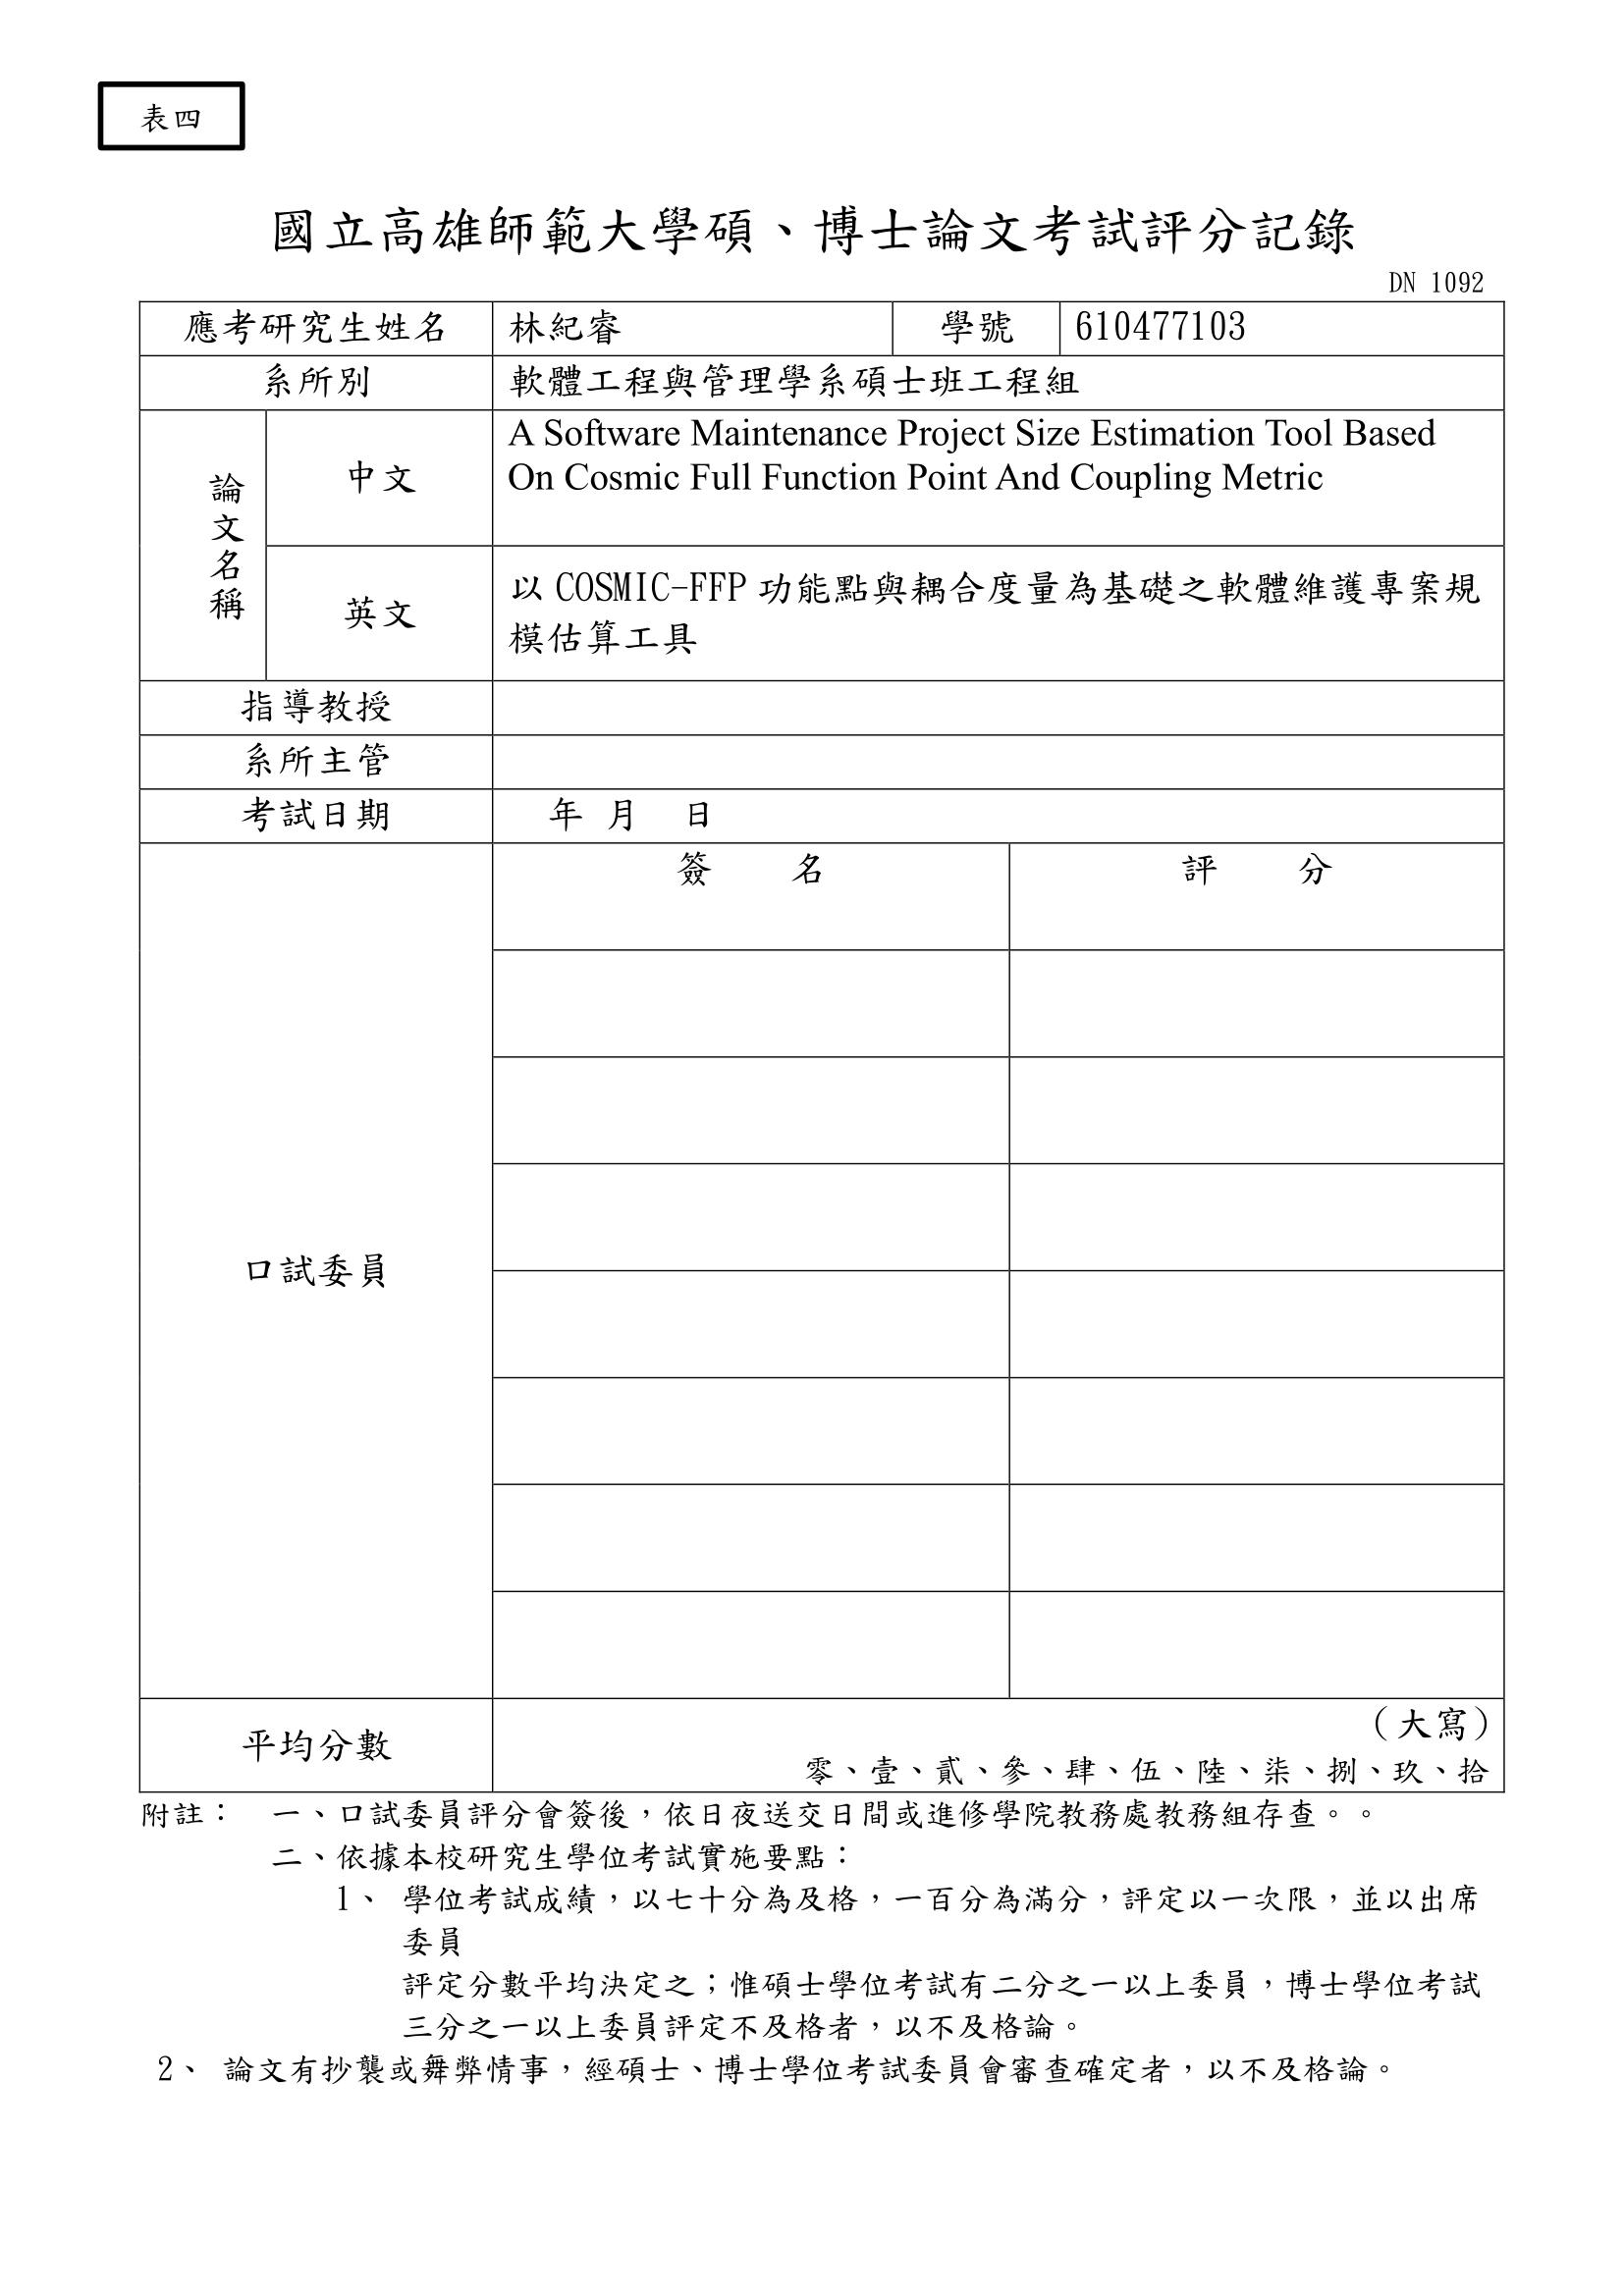 表四
國立高雄師範大學碩、博士論文考試評分記錄
DN 1092
應考研究生姓名 林紀睿 學號 610477103
系所別 軟體工程與管理學系碩士班工程組
論文名稱
中文
A Software Maintenance Project Size Estimation Tool Based
On Cosmic Full Function Point And Coupling Metric
英文
以 COSMIC-FFP 功能點與耦合度量為基礎之軟體維護專案規
模估算工具
指導教授
系所主管
考試日期 年 月 日
口試委員
簽 名 評 分
平均分數
（大寫）
零、壹、貳、參、肆、伍、陸、柒、捌、玖、拾
附註： 一、口試委員評分會簽後，依日夜送交日間或進修學院教務處教務組存查。。
二、依據本校研究生學位考試實施要點：
1、 學位考試成績，以七十分為及格，一百分為滿分，評定以一次限，並以出席
委員
評定分數平均決定之；惟碩士學位考試有二分之一以上委員，博士學位考試
三分之一以上委員評定不及格者，以不及格論。
2、 論文有抄襲或舞弊情事，經碩士、博士學位考試委員會審查確定者，以不及格論。